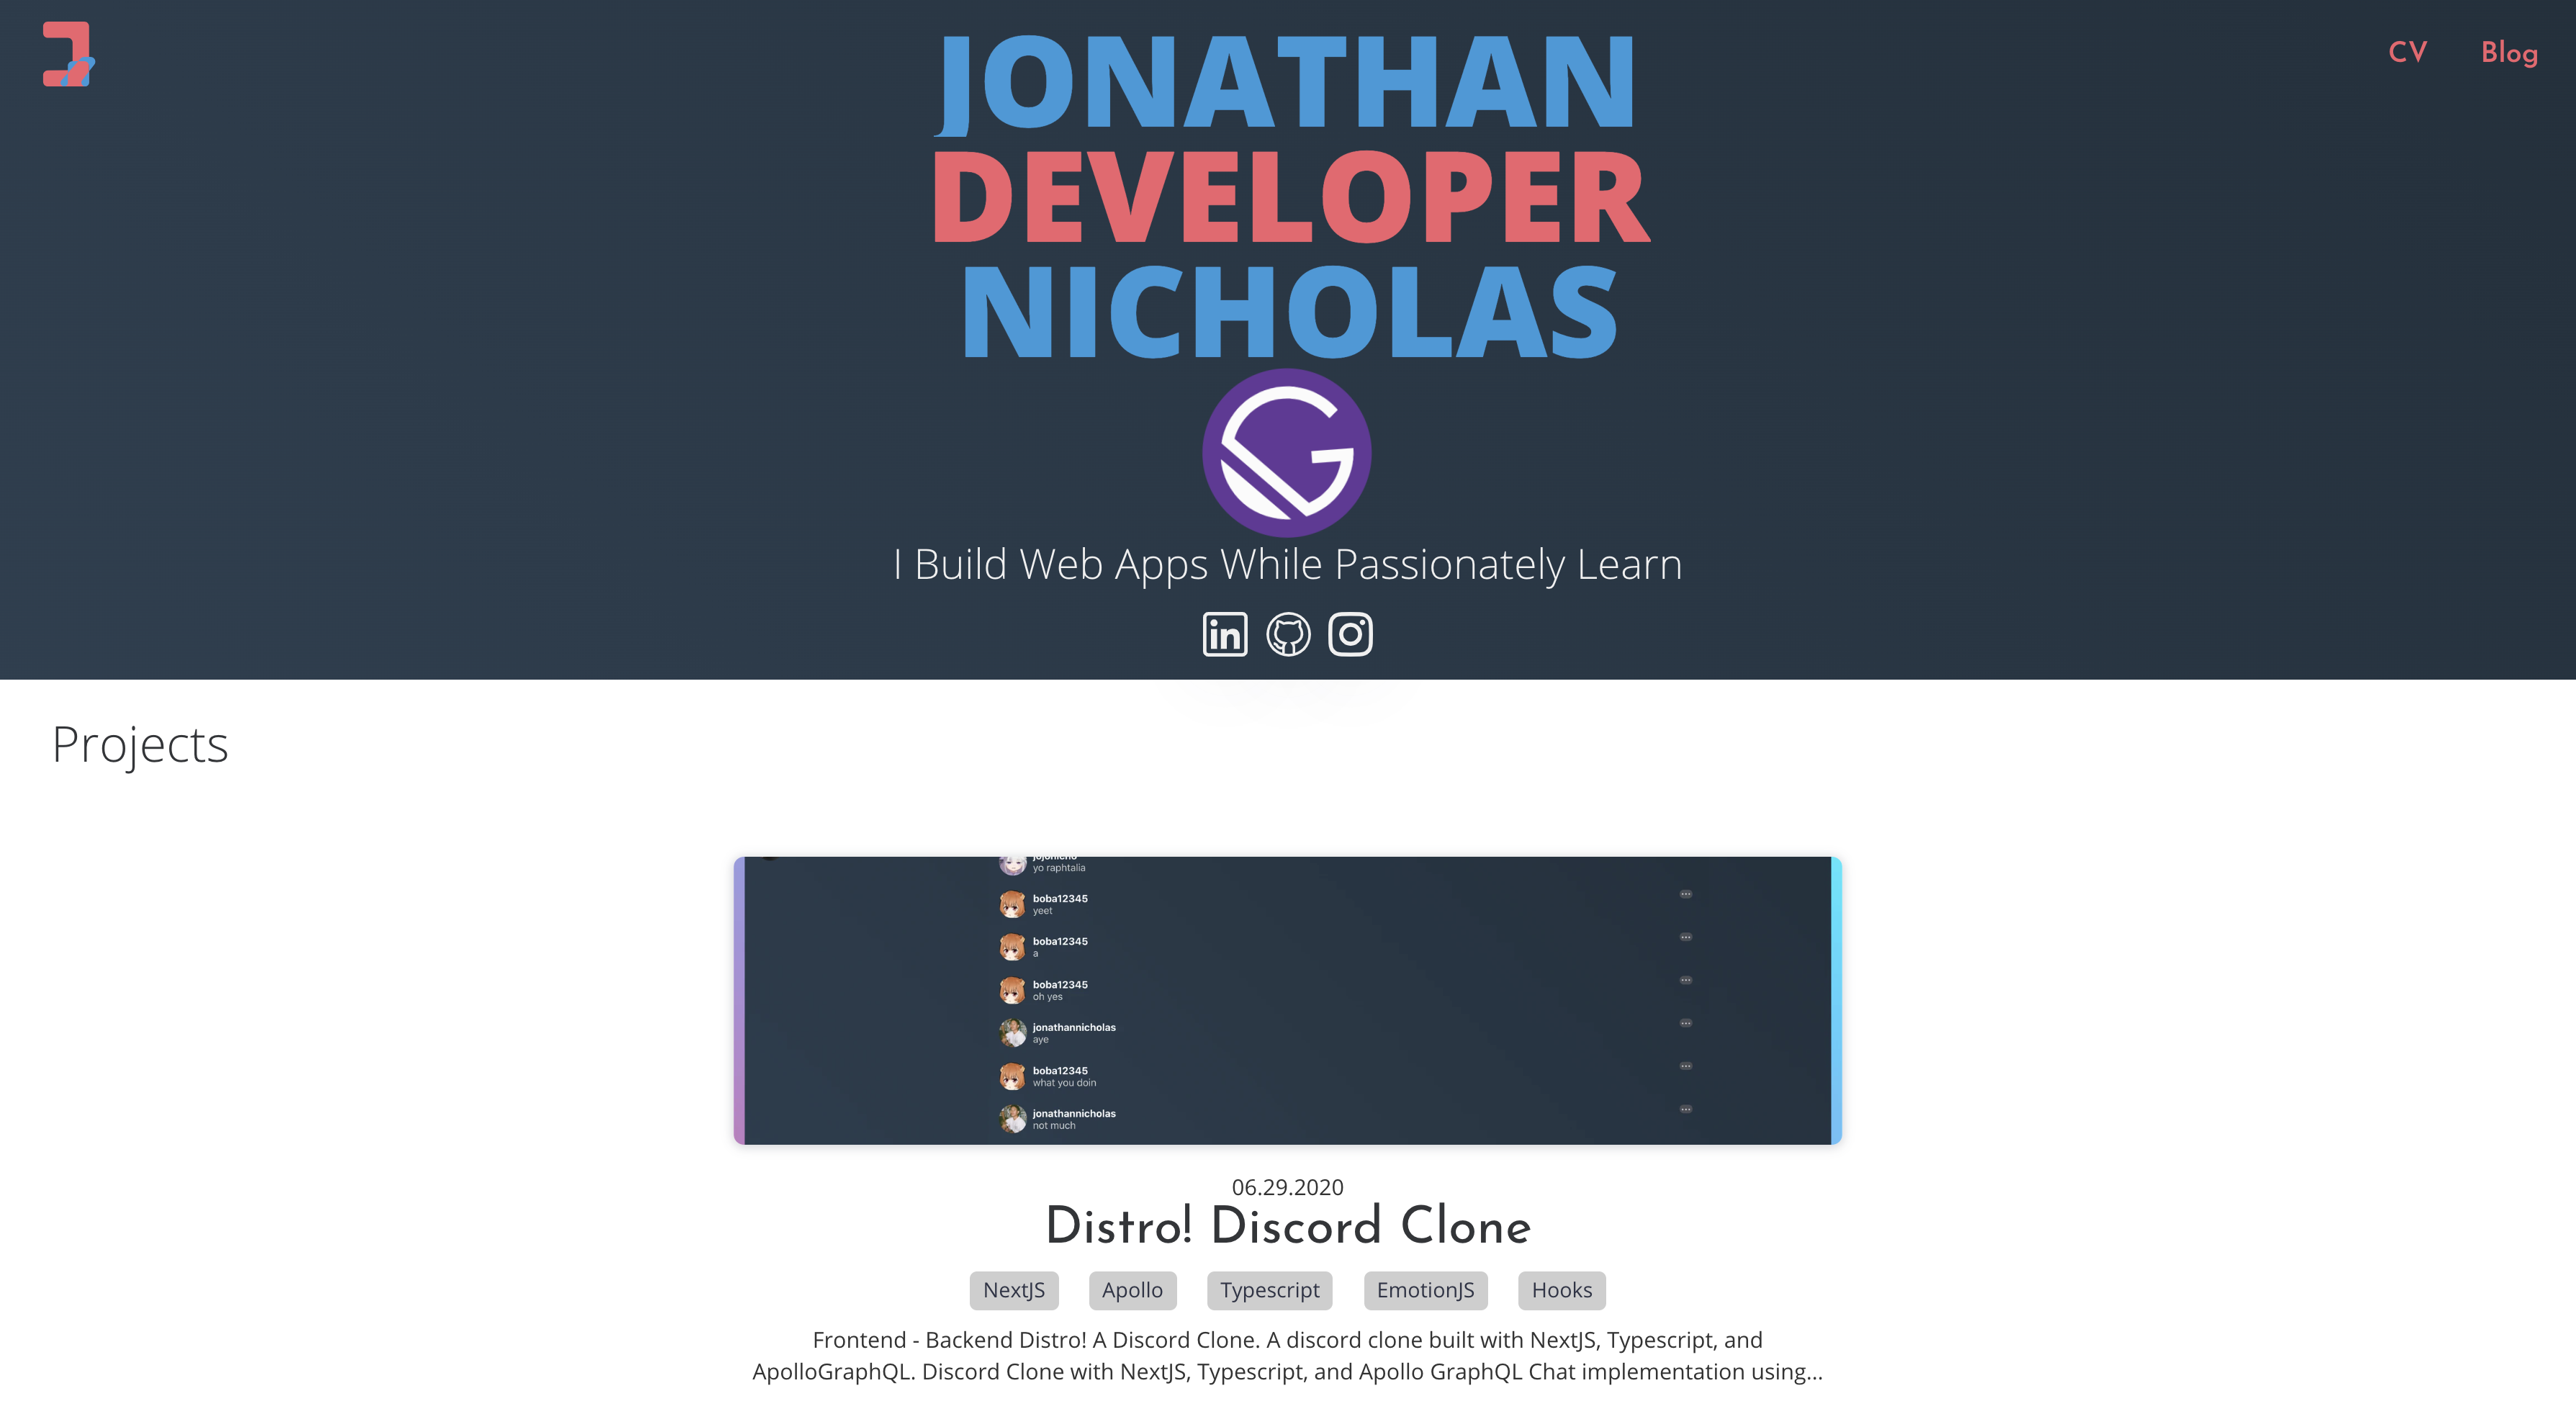 CV Blog
JONATHAN
DEVELOPER
NICHOLAS
I Build Web Apps While Passionately Learn
Projects
jojonicho
yo raphtalia
boba12345
yeet
boba12345
a
boba12345
oh yes
jonathannicholas
aye
boba12345
what you doin
jonathannicholas
not much
06.29.2020
Distro! Discord Clone
NextJS Apollo Typescript EmotionJS Hooks
Frontend - Backend Distro! A Discord Clone. A discord clone built with NextJS, Typescript, and
ApolloGraphQL. Discord Clone with NextJS, Typescript, and Apollo GraphQL Chat implementation using...